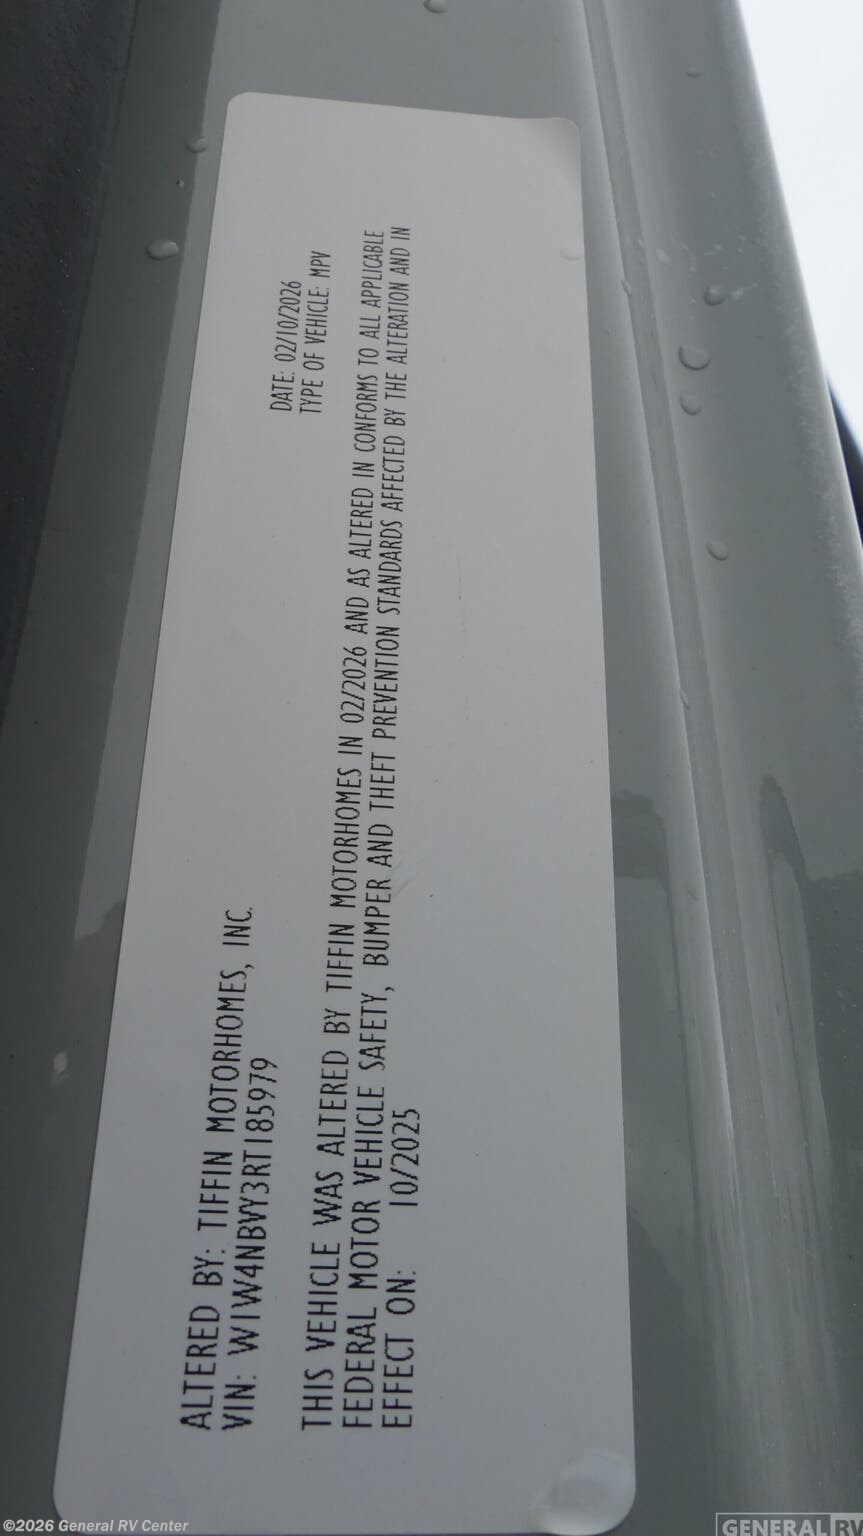 ALTERED BY: TIFFIN MOTORHOMES, INC.
VIN: W1W4NBVY3RT185979
DATE: 02/10/2026
TYPE OF VEHICLE: MPV
THIS VEHICLE WAS ALTERED BY TIFFIN MOTORHOMES IN 02/2026 AND AS ALTERED IN CONFORMS TO ALL APPLICABLE
FEDERAL MOTOR VEHICLE SAFETY, BUMPER AND THEFT PREVENTION STANDARDS AFFECTED BY THE ALTERATION AND IN
EFFECT ON: 10/2025
©2026 General RV Center
GENERAL RV